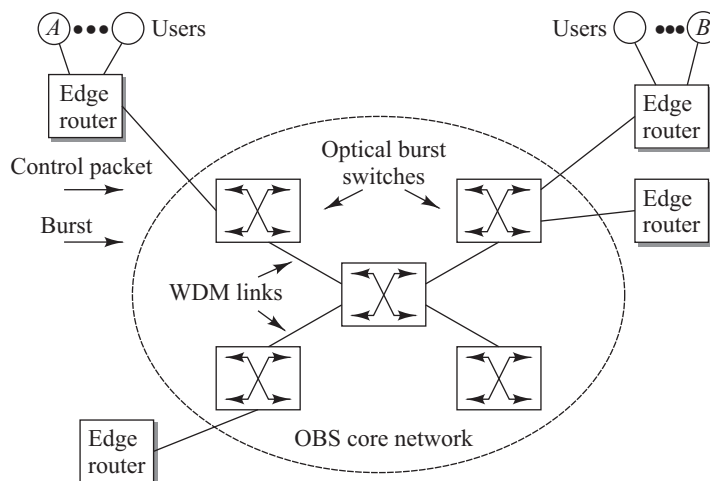 A
Users
Users
B
Edge
router
Edge
router
Control packet
Optical burst
switches
Edge
router
Burst
WDM links
Edge
router
OBS core network